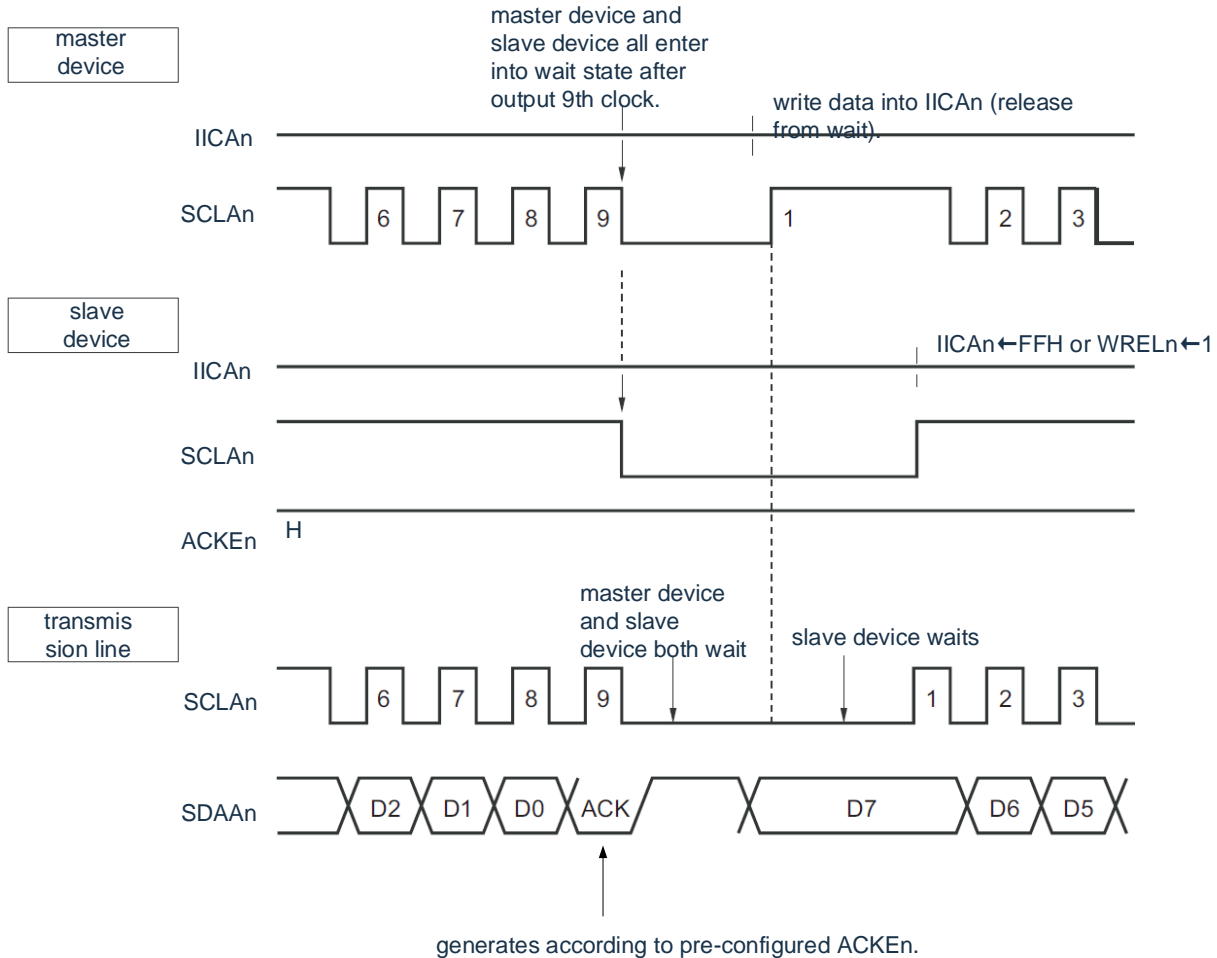 master
device
master device and
slave device all enter
into wait state after
output 9th clock.
write data into IICAn (release
from wait).
IICAn
SCLAn
6 7 8 9 1 2 3
slave
device
IICAn←FFH or WRELn←1
IICAn
SCLAn
ACKEn
H
transmis
sion line
master device
and slave
device both wait
slave device waits
SCLAn
6 7 8 9 1 2 3
SDAAn
D2 D1 D0 ACK D7 D6 D5
generates according to pre-configured ACKEn.